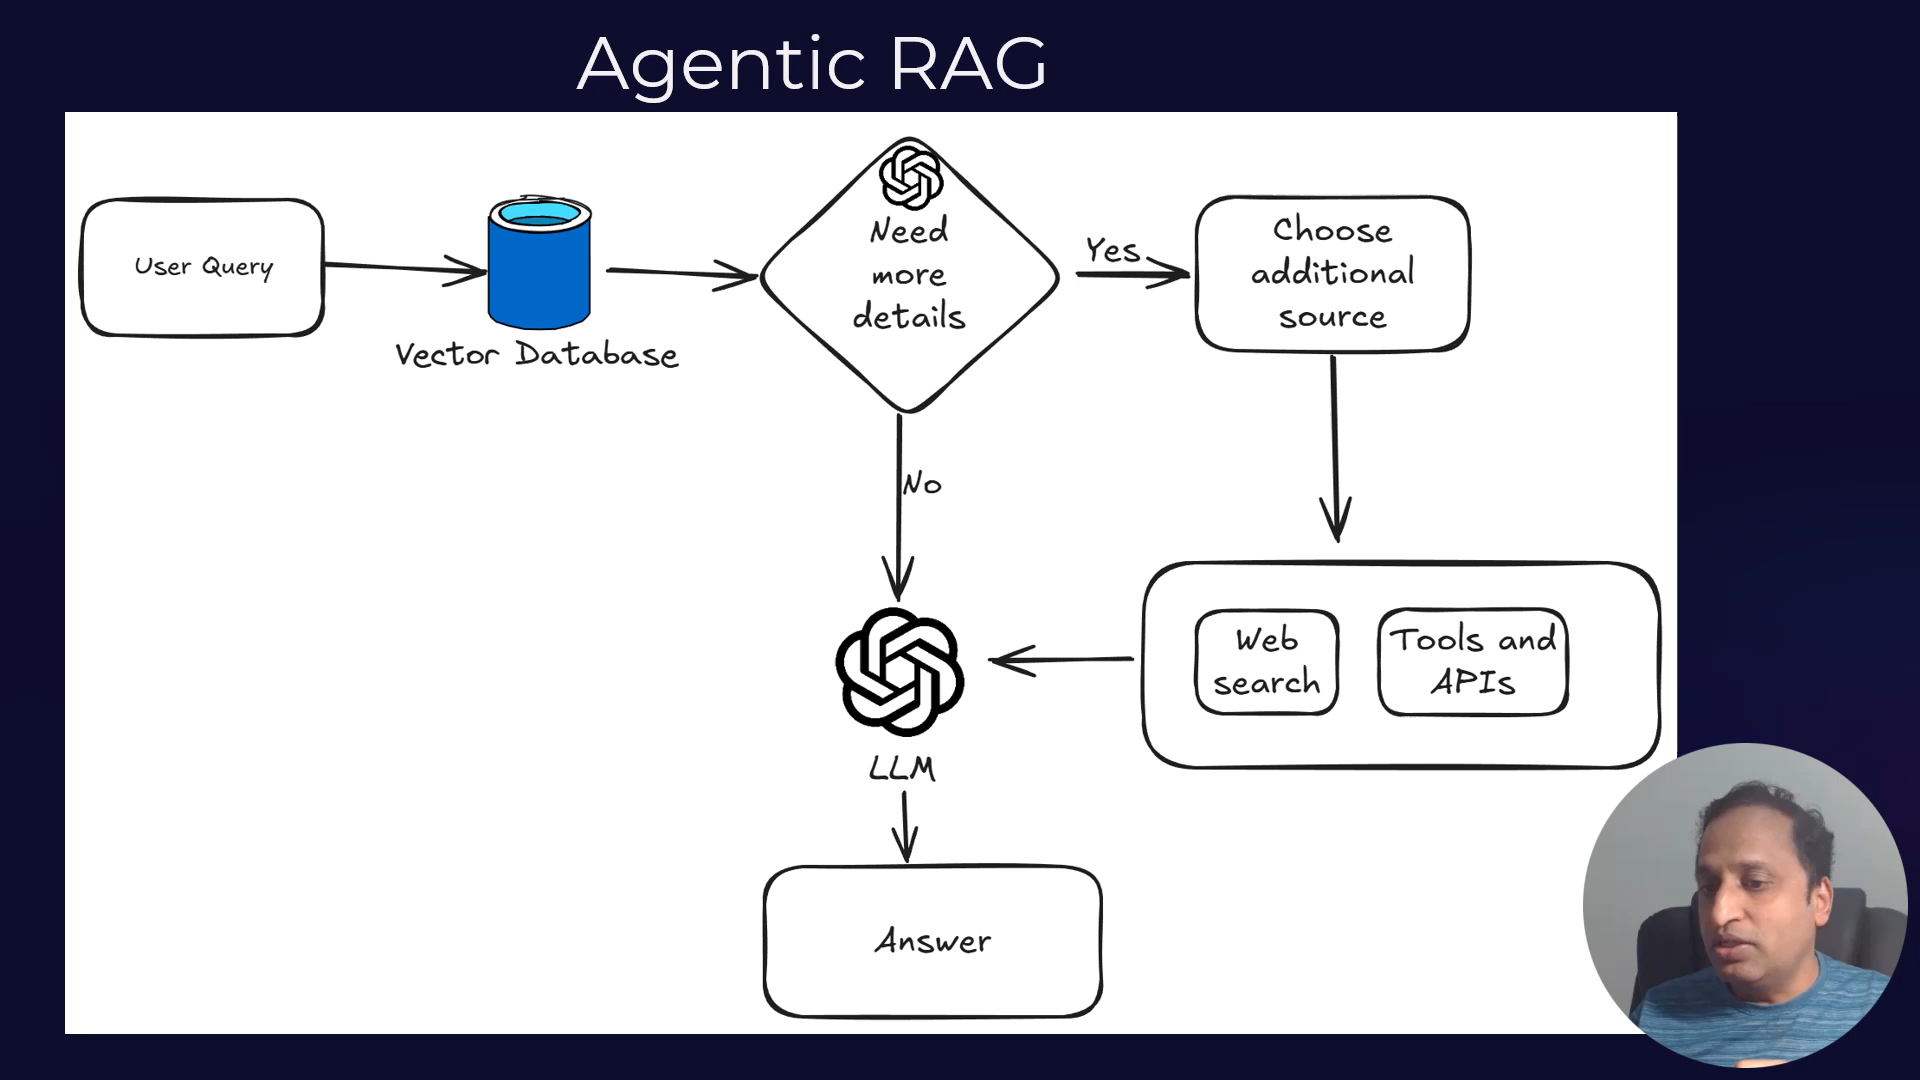 Agentic RAG
User Query
Vector Database
Need
more
details
Yes
Choose
additional
source
No
Web
search
Tools and
APIs
LLM
Answer